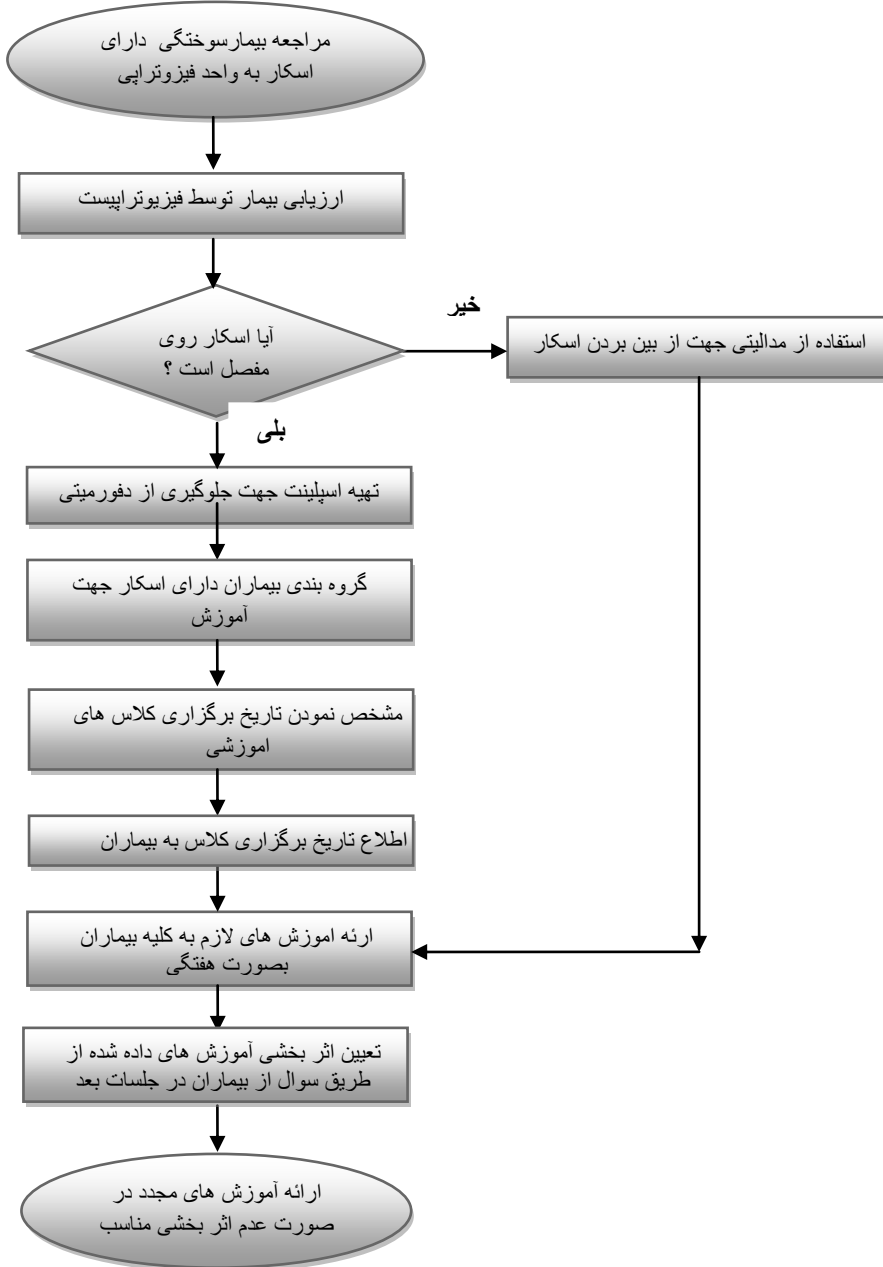 مراجعه بیمارسوختگی دارای
اسکار به واحد فیزوتراپی
ارزیابی بیمار توسط فیزیوتراپیست
آیا اسکار روی
مفصل است ؟
خیر
استفاده از مدالیتی جهت از بین بردن اسکار
بلی
تهیه اسپلینت جهت جلوگیری از دفورمیتی
گروه بندی بیماران دارای اسکار جهت
آموزش
مشخص نمودن تاریخ برگزاری کلاس های
اموزشی
اطلاع تاریخ برگزاری کلاس به بیماران
ارئه اموزش های لازم به کلیه بیماران
بصورت هفتگی
تعیین اثر بخشی آموزش های داده شده از
طریق سوال از بیماران در جلسات بعد
ارائه آموزش های مجدد در
صورت عدم اثر بخشی مناسب